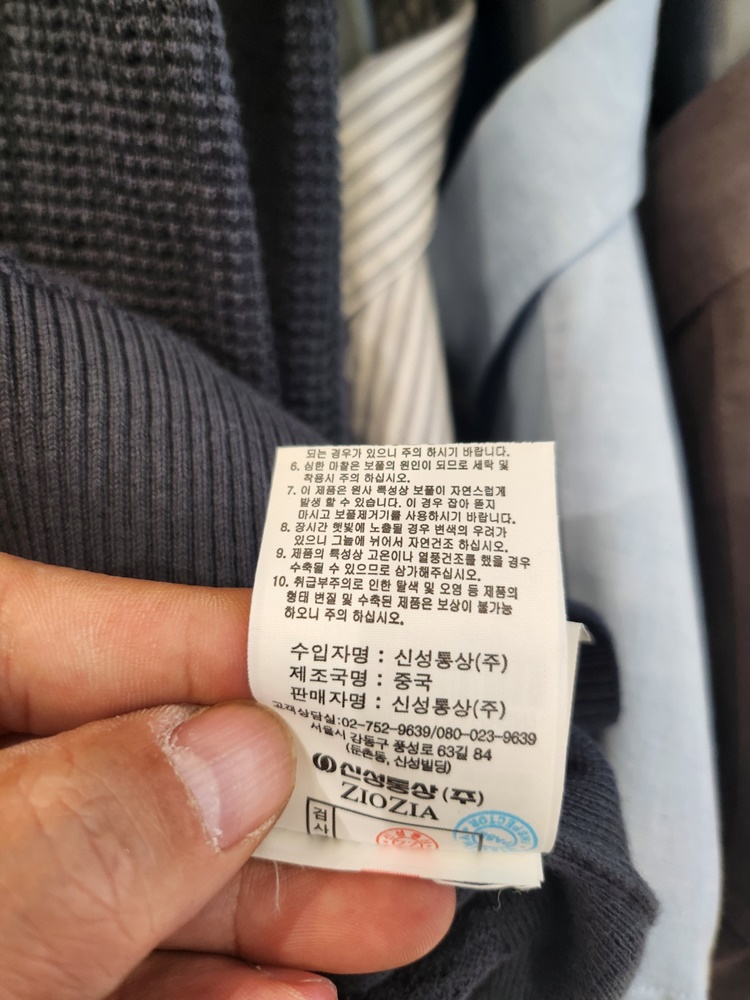 되는 경우가 있으니 주의 하시기 바랍니다.
6. 심한 마찰은 보풀의 원인이 되므로 세탁 및
착용시 주의 하십시오.
7. 이 제품은 원사 특성상 보풀이 자연스럽게
발생 할 수 있습니다. 이 경우 잡아 뜯지
마시고 보풀제거기를 사용하시기 바랍니다.
8. 장시간 햇빛에 노출될 경우 변색의 우려가
있으니 그늘에 뉘어서 자연건조 하십시오.
9. 제품의 특성상 고온이나 열풍건조를 했을 경우
수축될 수 있으므로 삼가해주십시오.
10. 취급부주의로 인한 탈색 및 오염 등 제품의
형태 변질 및 수축된 제품은 보상이 불가능
하오니 주의 하십시오.
수입자명 : 신성통상(주)
제조국명 : 중국
판매자명 : 신성통상(주)
고객상담실:02-752-9639/080-023-9639
서울시 강동구 풍성로 63길 84
(둔촌동, 신성빌딩)
신성통상 (주)
ZIOZIA
검사
INSPECTOR